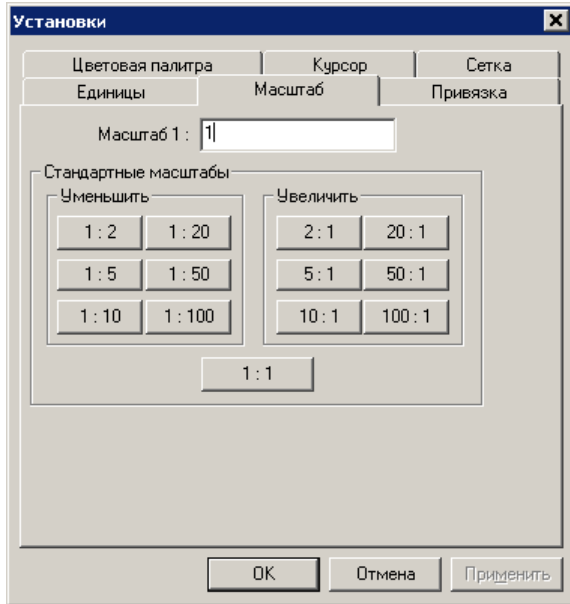 Установки
Цветовая палитра Курсор Сетка
Единицы Масштаб Привязка
Масштаб 1 : 1
Стандартные масштабы
Уменьшить Увеличить
1 : 2 1 : 20 2 : 1 20 : 1
1 : 5 1 : 50 5 : 1 50 : 1
1 : 10 1 : 100 10 : 1 100 : 1
1 : 1
OK Отмена Применить